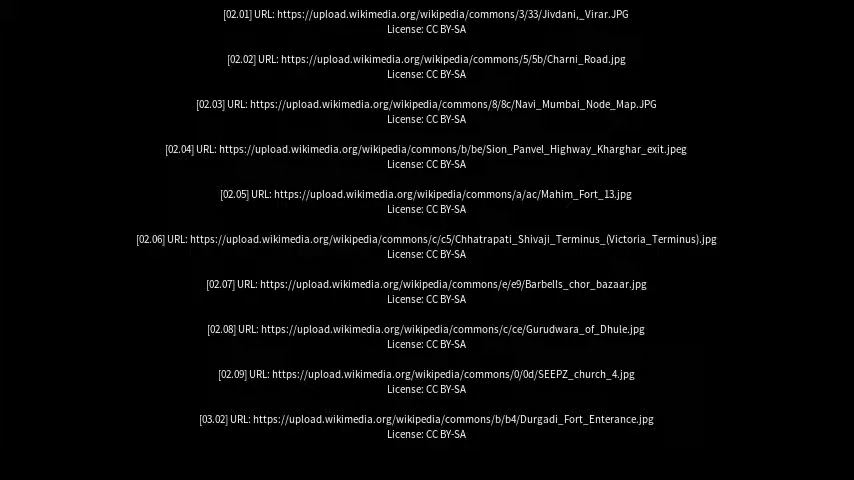 [02.01] URL: https://upload.wikimedia.org/wikipedia/commons/3/33/Jivdani,_Virar.JPG
License: CC BY-SA
[02.02] URL: https://upload.wikimedia.org/wikipedia/commons/5/5b/Charni_Road.jpg
License: CC BY-SA
[02.03] URL: https://upload.wikimedia.org/wikipedia/commons/8/8c/Navi_Mumbai_Node_Map.JPG
License: CC BY-SA
[02.04] URL: https://upload.wikimedia.org/wikipedia/commons/b/be/Sion_Panvel_Highway_Kharghar_exit.jpeg
License: CC BY-SA
[02.05] URL: https://upload.wikimedia.org/wikipedia/commons/a/ac/Mahim_Fort_13.jpg
License: CC BY-SA
[02.06] URL: https://upload.wikimedia.org/wikipedia/commons/c/c5/Chhatrapati_Shivaji_Terminus_(Victoria_Terminus).jpg
License: CC BY-SA
[02.07] URL: https://upload.wikimedia.org/wikipedia/commons/e/e9/Barbells_chor_bazaar.jpg
License: CC BY-SA
[02.08] URL: https://upload.wikimedia.org/wikipedia/commons/c/ce/Gurudwara_of_Dhule.jpg
License: CC BY-SA
[02.09] URL: https://upload.wikimedia.org/wikipedia/commons/0/0d/SEEPZ_church_4.jpg
License: CC BY-SA
[03.02] URL: https://upload.wikimedia.org/wikipedia/commons/b/b4/Durgadi_Fort_Enterance.jpg
License: CC BY-SA